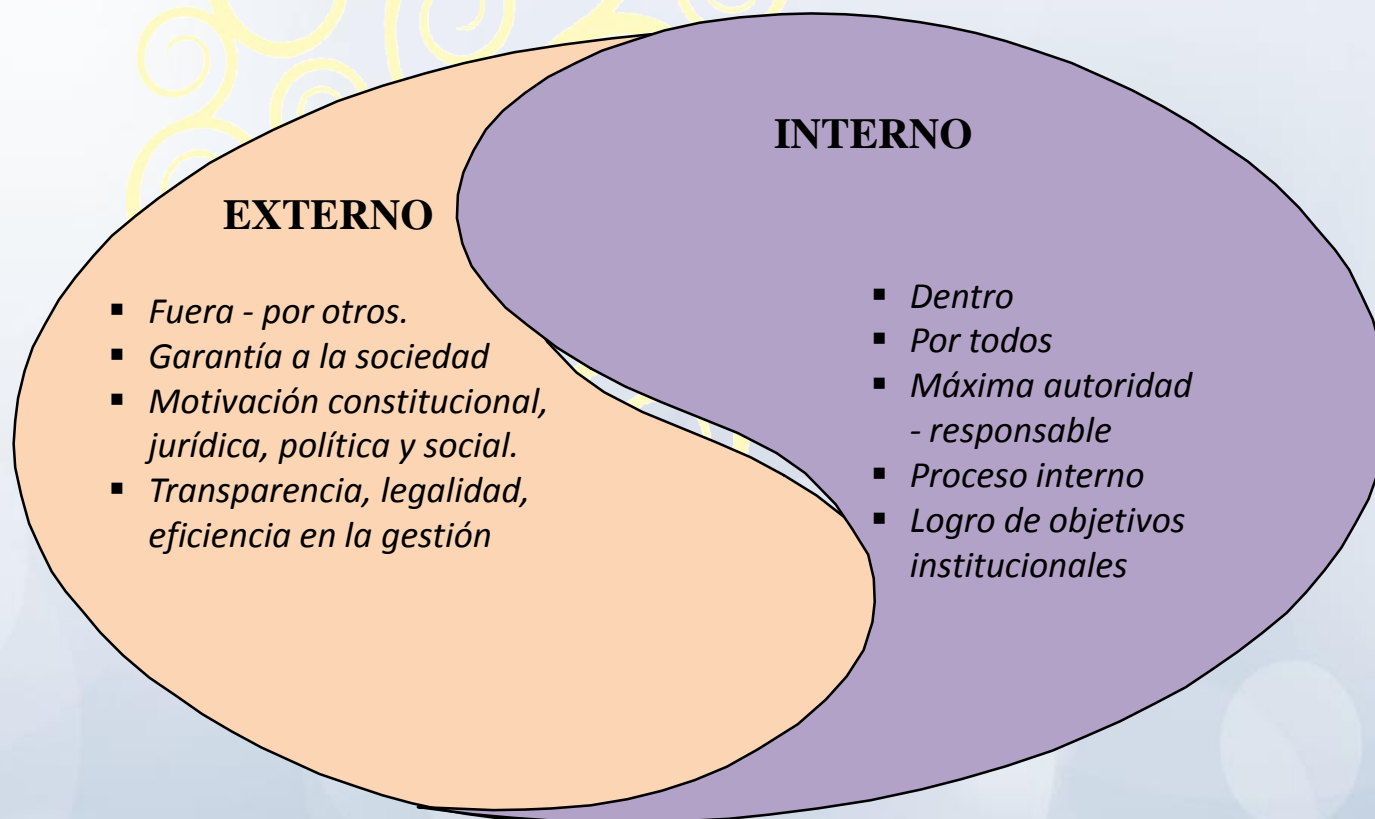 EXTERNO
▪ Fuera - por otros.
▪ Garantía a la sociedad
▪ Motivación constitucional,
jurídica, política y social.
▪ Transparencia, legalidad,
eficiencia en la gestión
INTERNO
▪ Dentro
▪ Por todos
▪ Máxima autoridad
- responsable
▪ Proceso interno
▪ Logro de objetivos
institucionales